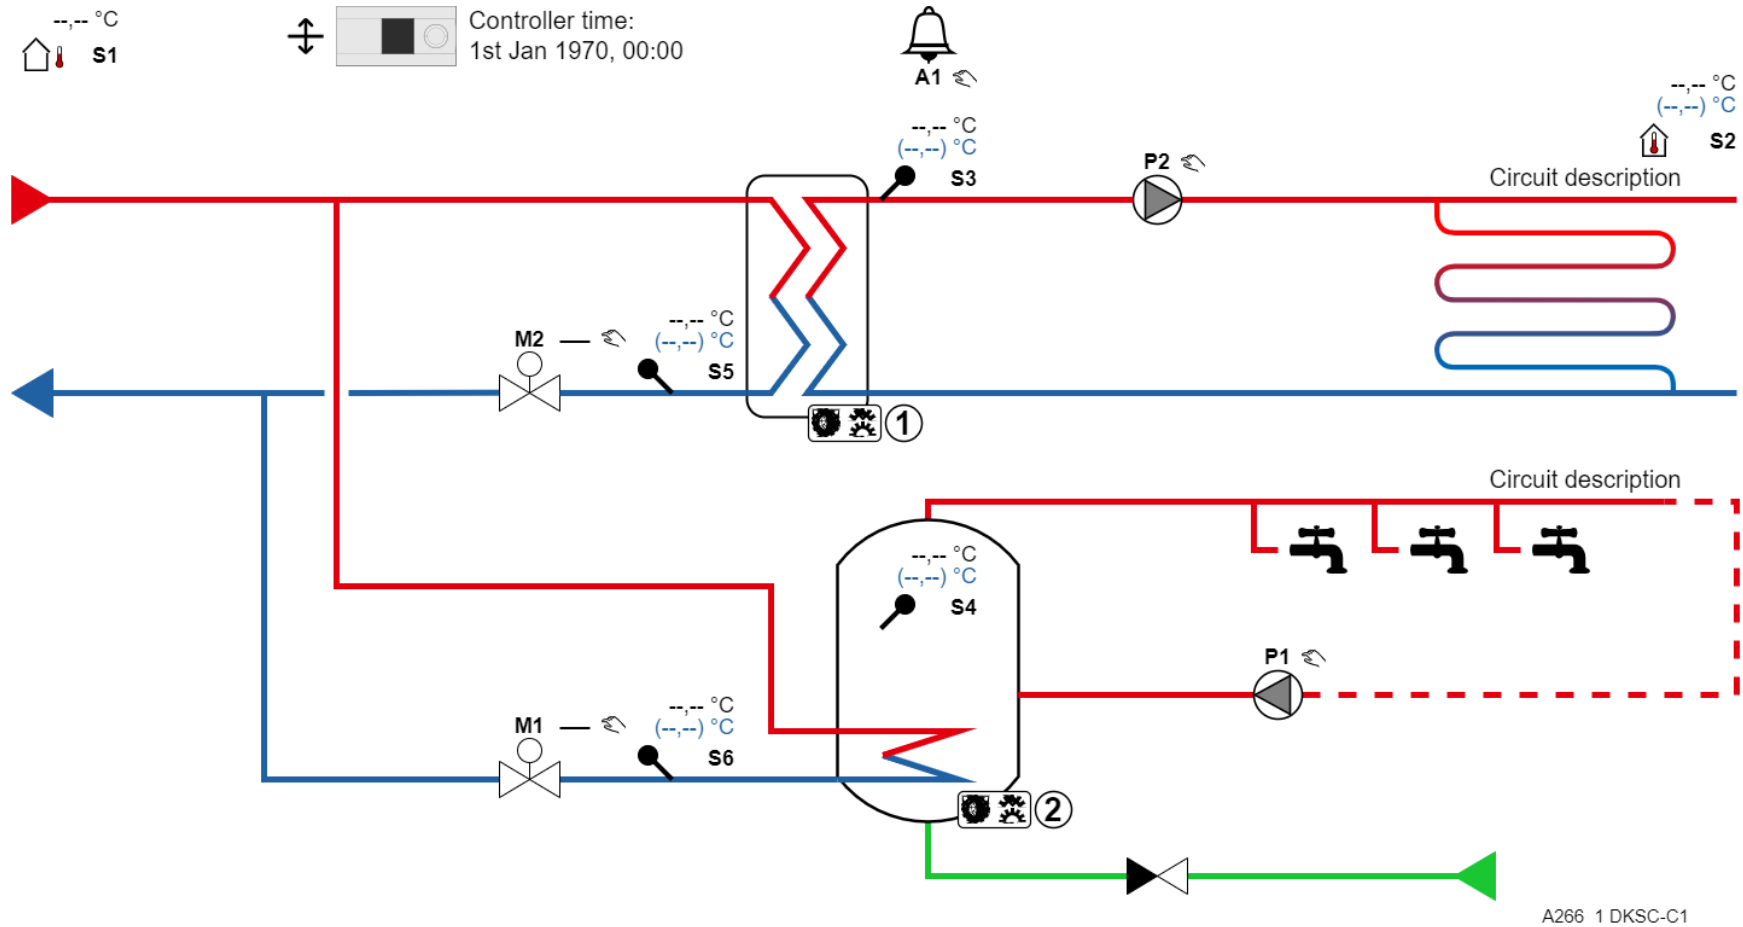 --,-- °C
S1
Controller time:
1st Jan 1970, 00:00
A1
--,-- °C
(--,--) °C
S2
--,-- °C
(--,--) °C
S3
P2
Circuit description
M2
--,-- °C
(--,--) °C
S5
1
Circuit description
--,-- °C
(--,--) °C
S4
P1
M1
--,-- °C
(--,--) °C
S6
2
A266 1 DKSC-C1